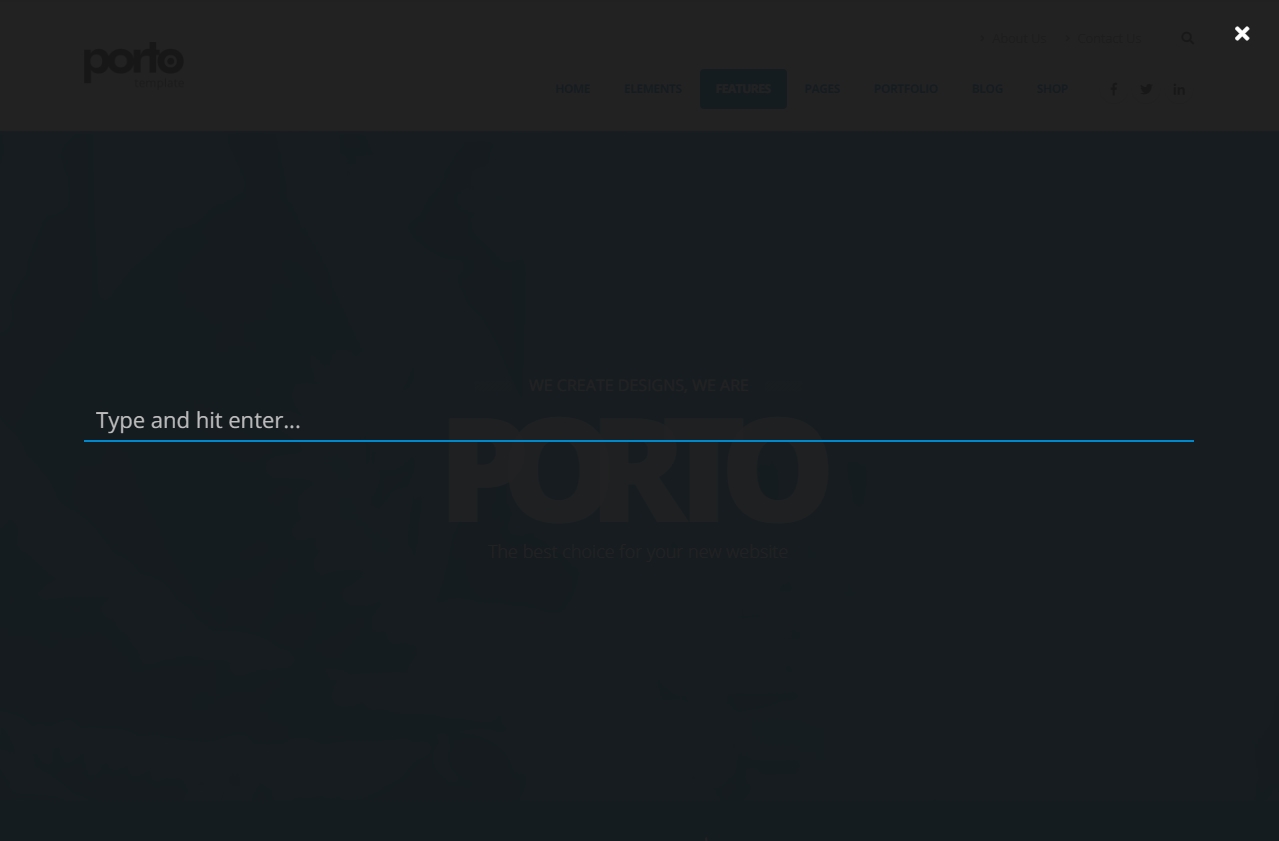 porto
template
About Us
Contact Us
HOME
ELEMENTS
FEATURES
PAGES
PORTFOLIO
BLOG
SHOP
WE CREATE DESIGNS, WE ARE
Type and hit enter...
PORTO
The best choice for your new website